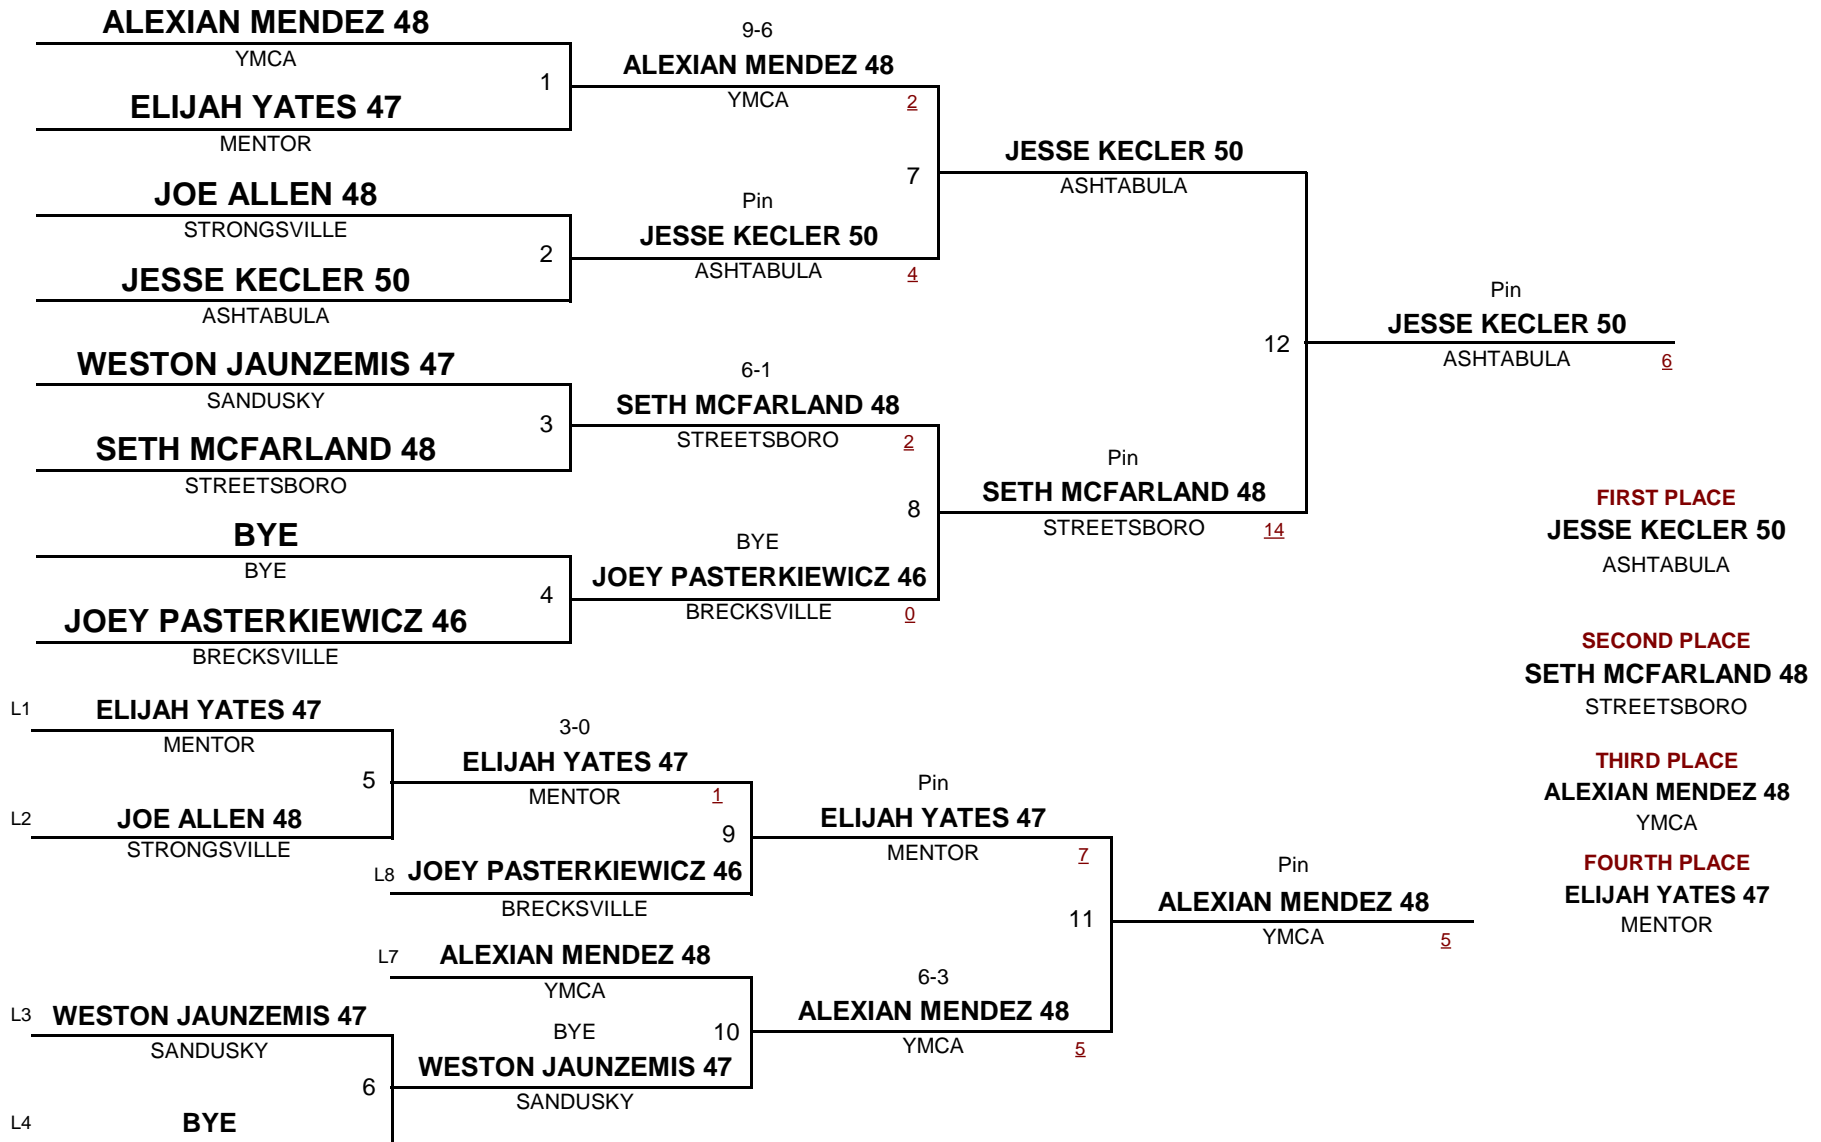 ALEXIAN MENDEZ 48
YMCA
1
ELIJAH YATES 47
MENTOR
9-6
ALEXIAN MENDEZ 48
YMCA
2
JOE ALLEN 48
STRONGSVILLE
2
JESSE KECLER 50
ASHTABULA
Pin
JESSE KECLER 50
ASHTABULA
4
7
JESSE KECLER 50
ASHTABULA
WESTON JAUNZEMIS 47
SANDUSKY
3
SETH MCFARLAND 48
STREETSBORO
6-1
SETH MCFARLAND 48
STREETSBORO
2
BYE
BYE
4
JOEY PASTERKIEWICZ 46
BRECKSVILLE
BYE
JOEY PASTERKIEWICZ 46
BRECKSVILLE
0
8
Pin
SETH MCFARLAND 48
STREETSBORO
14
12
Pin
JESSE KECLER 50
ASHTABULA
6
FIRST PLACE
JESSE KECLER 50
ASHTABULA
SECOND PLACE
SETH MCFARLAND 48
STREETSBORO
THIRD PLACE
ALEXIAN MENDEZ 48
YMCA
FOURTH PLACE
ELIJAH YATES 47
MENTOR
L1
ELIJAH YATES 47
MENTOR
5
L2
JOE ALLEN 48
STRONGSVILLE
3-0
ELIJAH YATES 47
MENTOR
1
9
L8
JOEY PASTERKIEWICZ 46
BRECKSVILLE
Pin
ELIJAH YATES 47
MENTOR
7
L7
ALEXIAN MENDEZ 48
YMCA
10
L3
WESTON JAUNZEMIS 47
SANDUSKY
6
L4
BYE
BYE
WESTON JAUNZEMIS 47
SANDUSKY
6-3
ALEXIAN MENDEZ 48
YMCA
5
11
Pin
ALEXIAN MENDEZ 48
YMCA
5